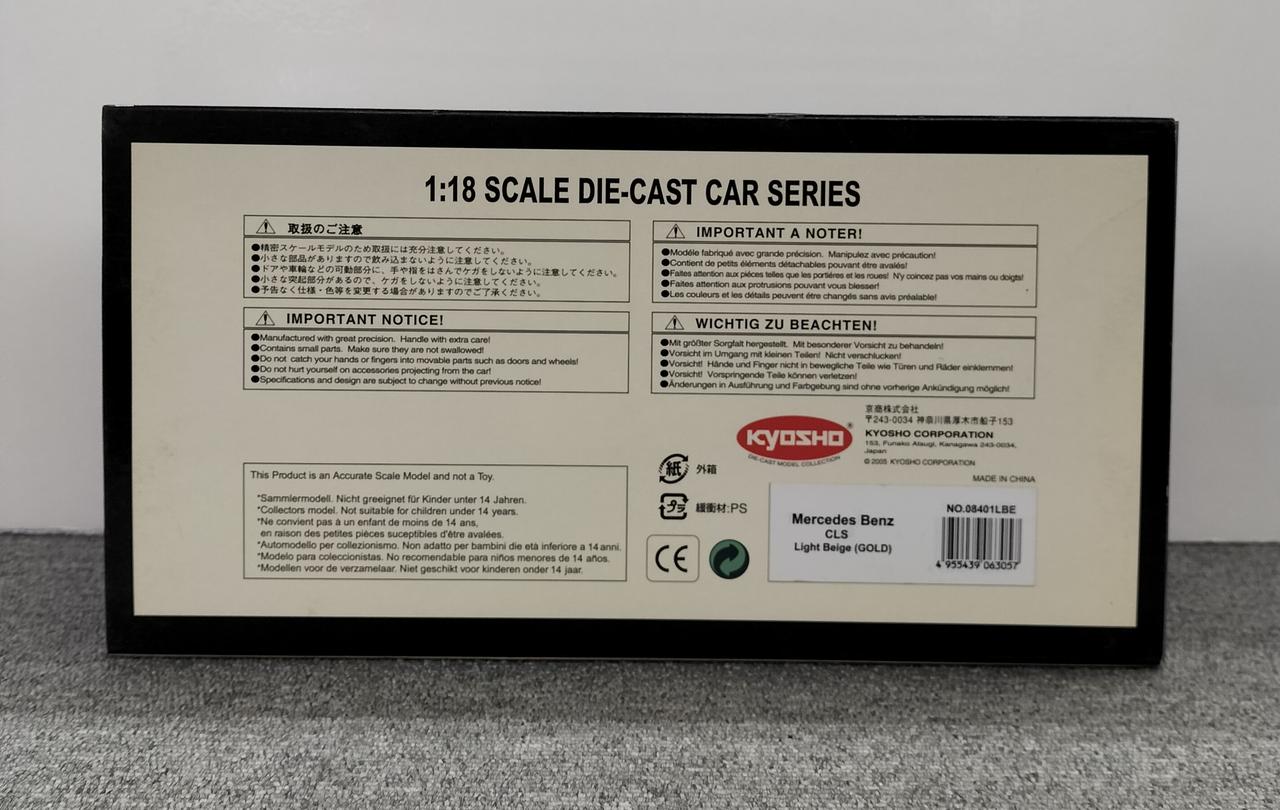 1:18 SCALE DIE-CAST CAR SERIES
取扱のご注意
●精密スケールモデルのため取扱には充分注意してください。
●小さな部品がありますので飲み込まないように注意してください。
●ドアや車輪などの可動部分に、手や指をはさんでケガをしないように注意してください。
●小さな突起部分があるので、ケガをしないように注意してください。
●予告なく仕様・色等を変更する場合がありますのでご了承ください。
IMPORTANT NOTICE!
●Manufactured with great precision. Handle with extra care!
●Contains small parts. Make sure they are not swallowed!
●Do not catch your hands or fingers into movable parts such as doors and wheels!
●Do not hurt yourself on accessories projecting from the car!
●Specifications and design are subject to change without previous notice!
IMPORTANT A NOTER!
●Modéle fabriqué avec grande précision. Manipulez avec précaution!
●Contient de petits éléments détachables pouvant étre avalés!
●Faites attention aux piéces telles que les portiéres et les roues! N'y coincez pas vos mains ou doigts!
●Faites attention aux protrusions pouvant vous blesser!
●Les couleurs et les détails peuvent étre changés sans avis préalable!
WICHTIG ZU BEACHTEN!
●Mit größter Sorgfalt hergestellt. Mit besonderer Vorsicht zu behandeln!
●Vorsicht im Umgang mit kleinen Teilen! Nicht verschlucken!
●Vorsicht! Hände und Finger nicht in bewegliche Teile wie Türen und Räder einklemmen!
●Vorsicht! Vorspringende Teile können verletzen!
●Änderungen in Ausführung und Farbgebung sind ohne vorherige Ankündigung möglich!
KYOSHO®
DIE-CAST MODEL COLLECTION
京商株式会社
〒243-0034 神奈川県厚木市船子153
KYOSHO CORPORATION
153, Funako Atsugi, Kanagawa 243-0034,
Japan
© 2005 KYOSHO CORPORATION
MADE IN CHINA
This Product is an Accurate Scale Model and not a Toy.
*Sammlermodell. Nicht geeignet für Kinder unter 14 Jahren.
*Collectors model. Not suitable for children under 14 years.
*Ne convient pas à un enfant de moins de 14 ans,
en raison des petites pièces suceptibles d'être avalées.
*Automodello per collezionismo. Non adatto per bambini die età inferiore a 14 anni.
*Modelo para coleccionistas. No recomendable para niños menores de 14 años.
*Modellen voor de verzamelaar. Niet geschikt voor kinderen onder 14 jaar.
紙 外箱
プラ 緩衝材:PS
CE
Mercedes Benz
CLS
Light Beige (GOLD)
NO.08401LBE
4 955439 063057